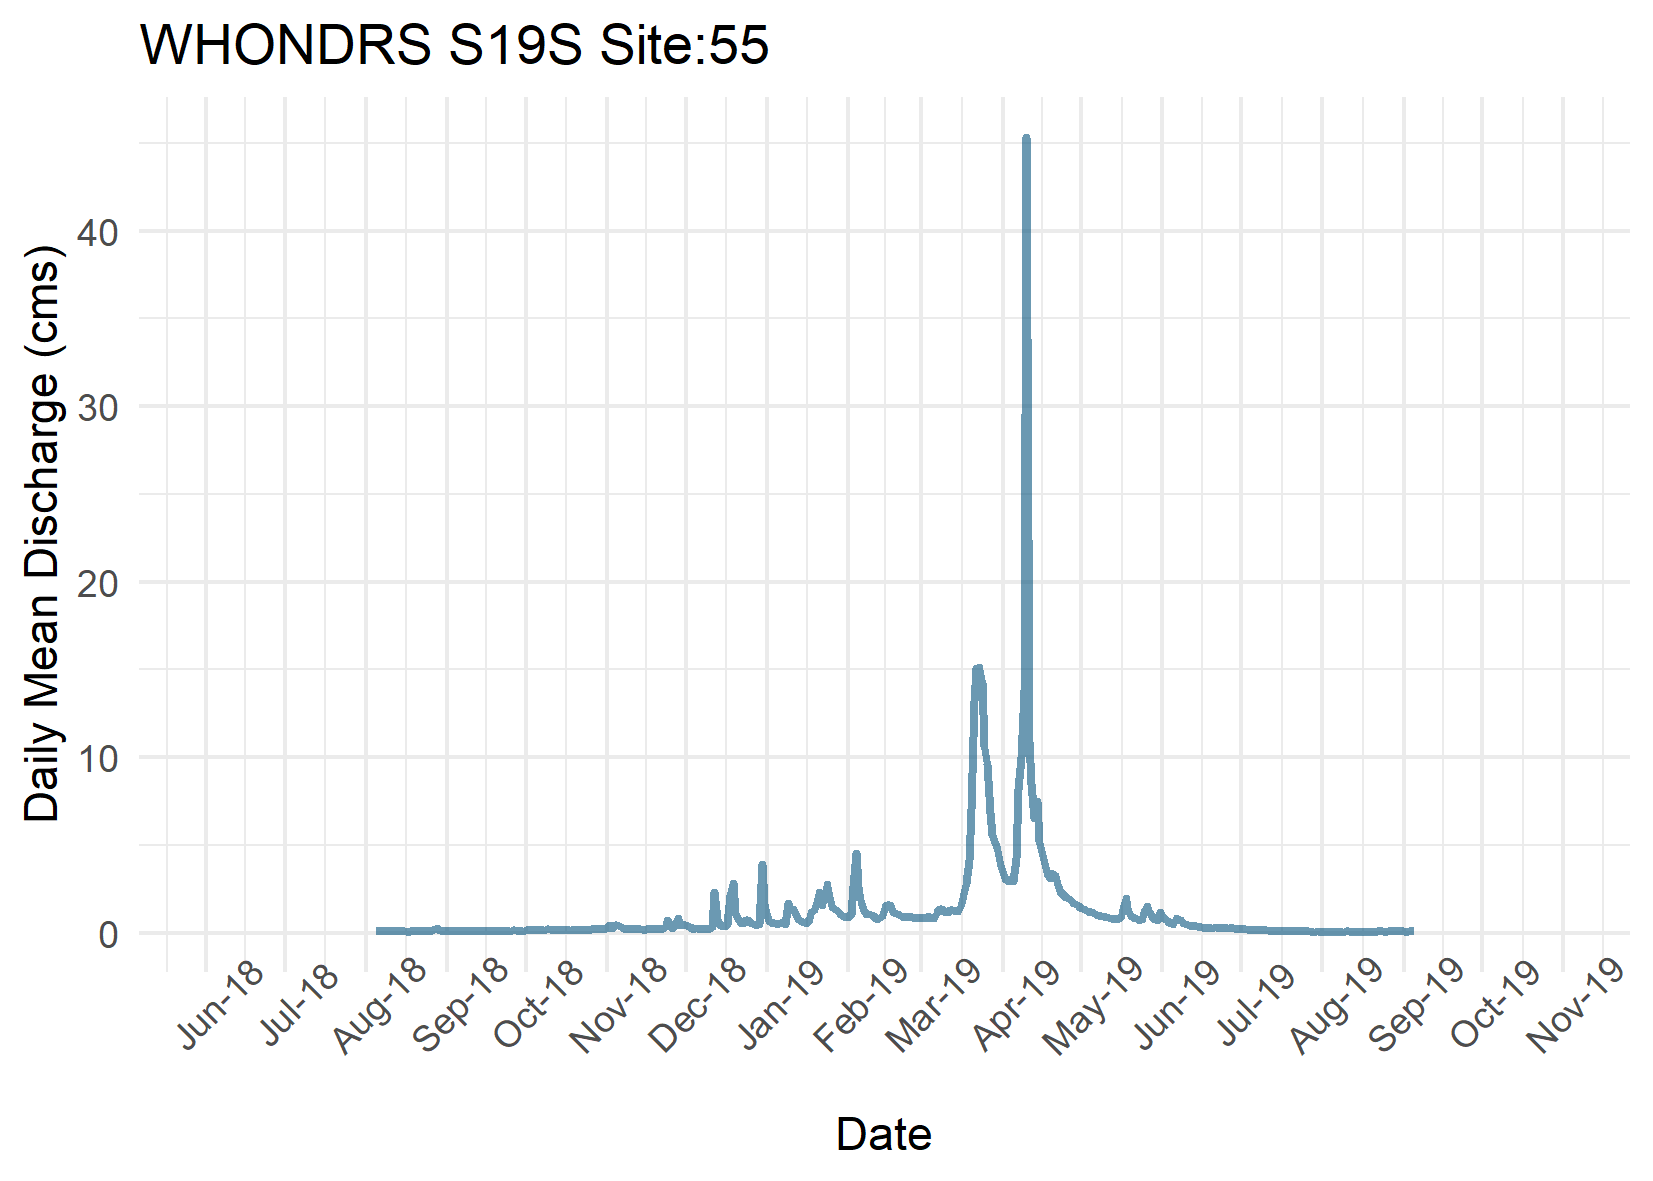 WHONDRS S19S Site:55
Daily Mean Discharge (cms)
40
30
20
10
0
Jun-18
Jul-18
Aug-18
Sep-18
Oct-18
Nov-18
Dec-18
Jan-19
Feb-19
Mar-19
Apr-19
May-19
Jun-19
Jul-19
Aug-19
Sep-19
Oct-19
Nov-19
Date